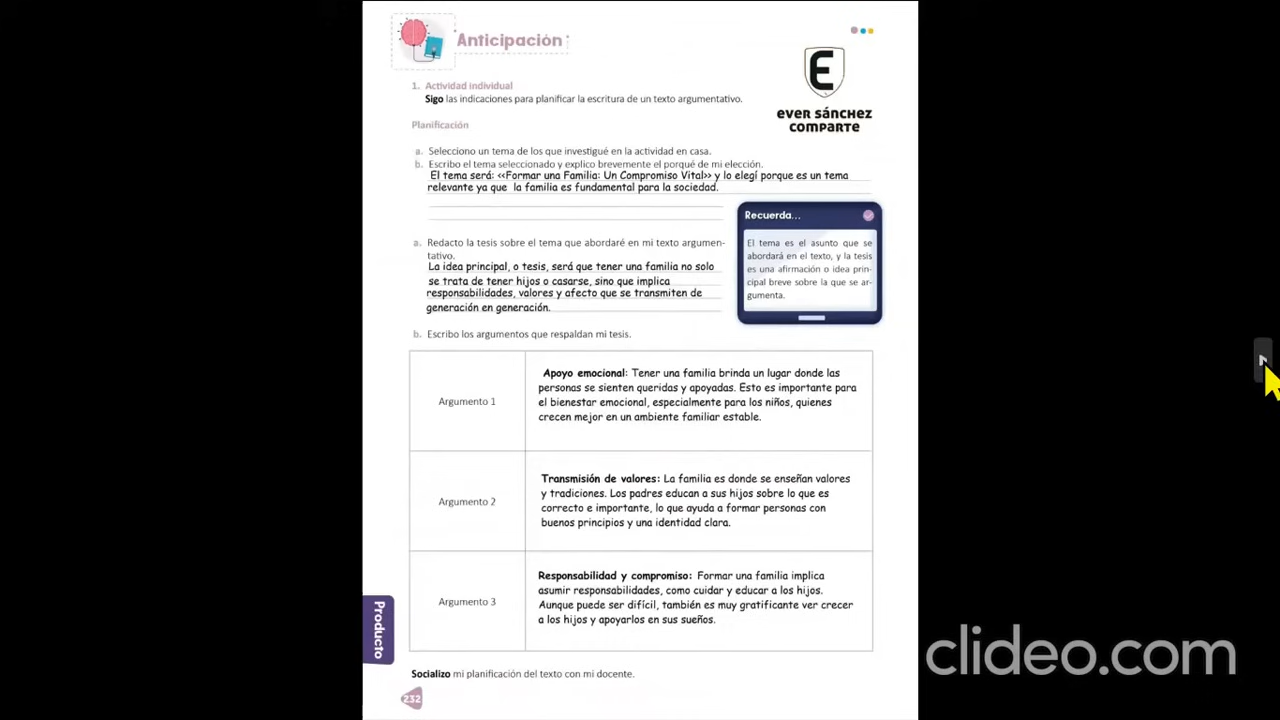 Anticipación
E
EVER SÁNCHEZ
COMPARTE
1. Actividad individual
Sigo las indicaciones para planificar la escritura de un texto argumentativo.
Planificación
a. Selecciono un tema de los que investigué en la actividad en casa.
b. Escribo el tema seleccionado y explico brevemente el porqué de mi elección.
El tema será: <<Formar una Familia: Un Compromiso Vital>> y lo elegí porque es un tema
relevante ya que la familia es fundamental para la sociedad.
a. Redacto la tesis sobre el tema que abordaré en mi texto argumen-
tativo.
La idea principal, o tesis, será que tener una familia no solo
se trata de tener hijos o casarse, sino que implica
responsabilidades, valores y afecto que se transmiten de
generación en generación.
Recuerda...
El tema es el asunto que se
abordará en el texto, y la tesis
es una afirmación o idea prin-
cipal breve sobre la que se ar-
gumenta.
b. Escribo los argumentos que respaldan mi tesis.
Argumento 1
Apoyo emocional: Tener una familia brinda un lugar donde las
personas se sienten queridas y apoyadas. Esto es importante para
el bienestar emocional, especialmente para los niños, quienes
crecen mejor en un ambiente familiar estable.
Argumento 2
Transmisión de valores: La familia es donde se enseñan valores
y tradiciones. Los padres educan a sus hijos sobre lo que es
correcto e importante, lo que ayuda a formar personas con
buenos principios y una identidad clara.
Argumento 3
Responsabilidad y compromiso: Formar una familia implica
asumir responsabilidades, como cuidar y educar a los hijos.
Aunque puede ser difícil, también es muy gratificante ver crecer
a los hijos y apoyarlos en sus sueños.
Producto
Socializo mi planificación del texto con mi docente.
232
clideo.com